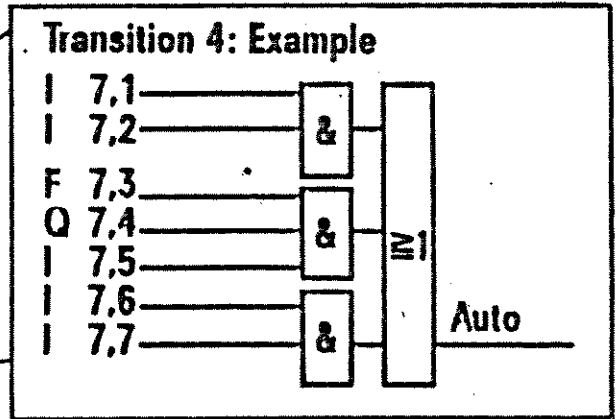 Transition 4: Example
I 7,1
I 7,2
&
F 7,3
Q 7,4
&
I 7,5
I 7,6
I 7,7
&
≥1
Auto